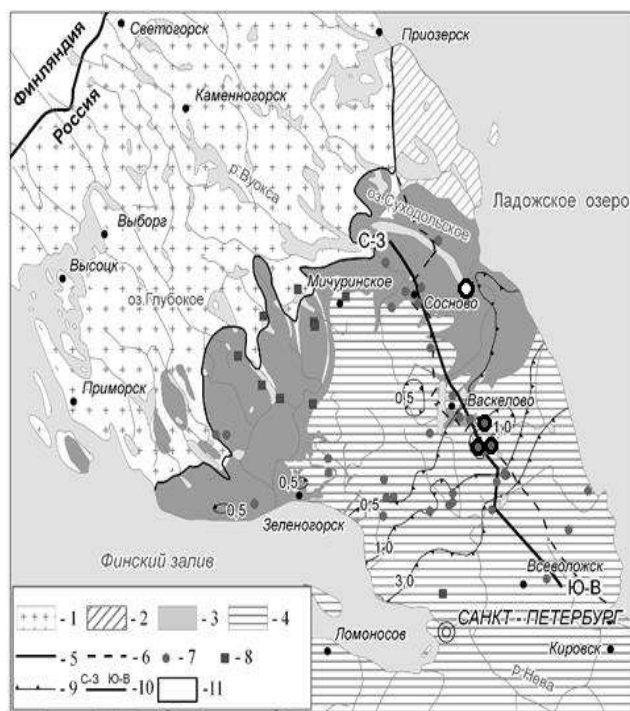 Светогорск
Приозерск
Финляндия
Россия
Каменногорск
р.Вуокса
Ладожское озеро
оз.Суходольское
С-З
Выборг
Высоцк
оз.Глубокое
Мичуринское
Сосново
Приморск
0,5
Васкелово
1,0
0,5
0,5
0,5
Зеленогорск
1,0
Финский залив
3,0
Всеволожск
Ю-В
САНКТ - ПЕТЕРБУРГ
Ломоносов
Кировск
р.Нева
- 1 - 2 - 3 - 4
- 5 - 6 - 7 - 8
- 9 С-З Ю-В - 10 - 11